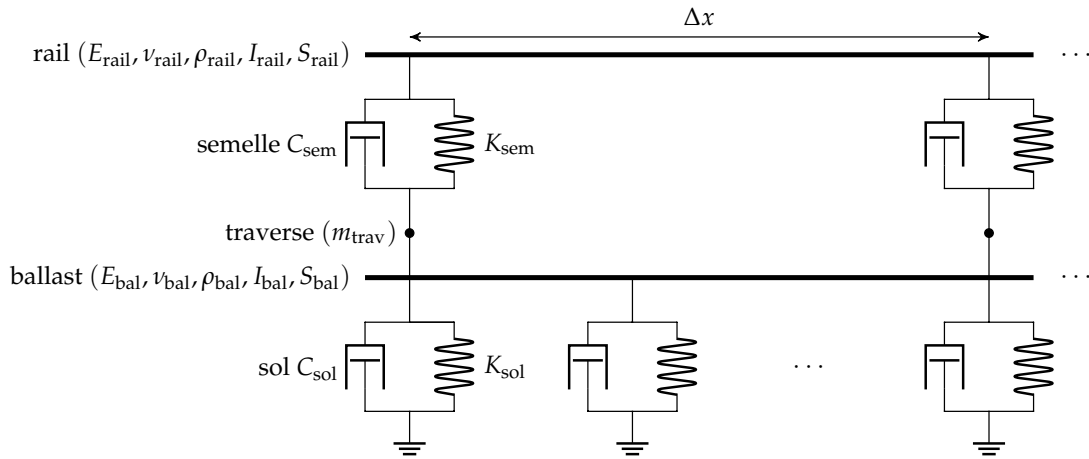 Δx
rail (E_rail, ν_rail, ρ_rail, I_rail, S_rail)
...
semelle C_sem
K_sem
traverse (m_trav)
ballast (E_bal, ν_bal, ρ_bal, I_bal, S_bal)
...
sol C_sol
K_sol
...